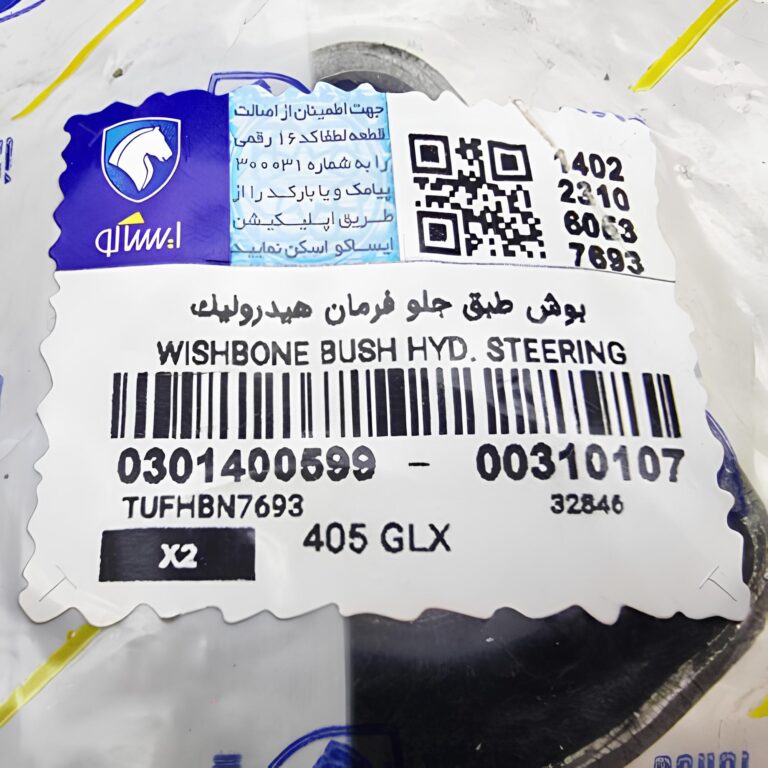 ایساکو
جهت اطمینان از اصالت
قطعه لطفا کد ۱۶ رقمی
را به شماره ۳۰۰۰۳۱
پیامک و یا بارکد را از
طریق اپلیکیشن
ایساکو اسکن نمایید
1402
2310
6063
7693
بوش طبق جلو فرمان هیدرولیک
WISHBONE BUSH HYD. STEERING
0301400599 - 00310107
TUFHBN7693 32846
X2 405 GLX